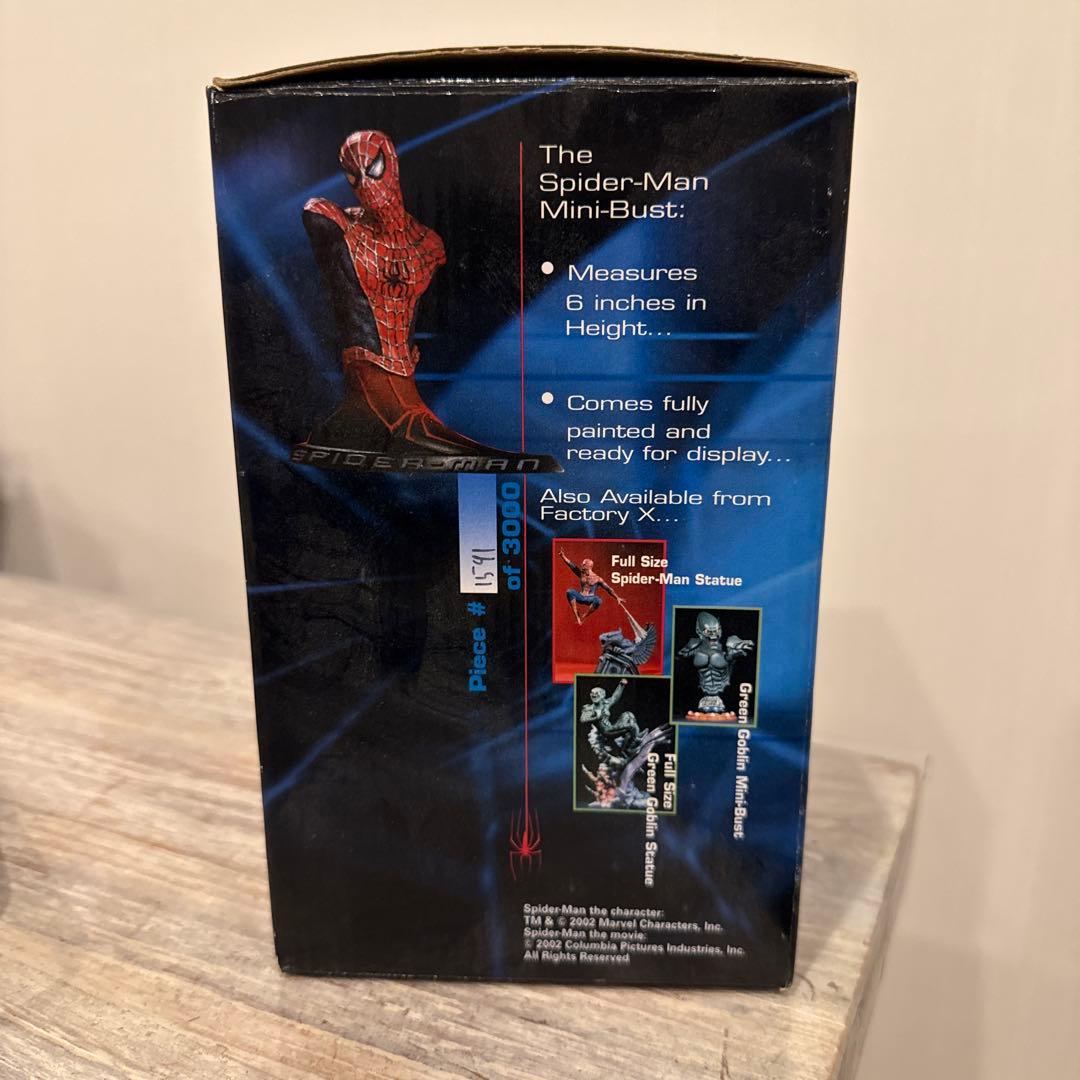 The
Spider-Man
Mini-Bust:
• Measures
6 inches in
Height...
• Comes fully
painted and
ready for display...
SPIDER-MAN
Piece # 1591
of 3000
Also Available from
Factory X...
Full Size
Spider-Man Statue
Green Goblin Mini-Bust
Full Size
Green Goblin Statue
Spider-Man the character:
TM & © 2002 Marvel Characters, Inc.
Spider-Man the movie:
© 2002 Columbia Pictures Industries, Inc.
All Rights Reserved